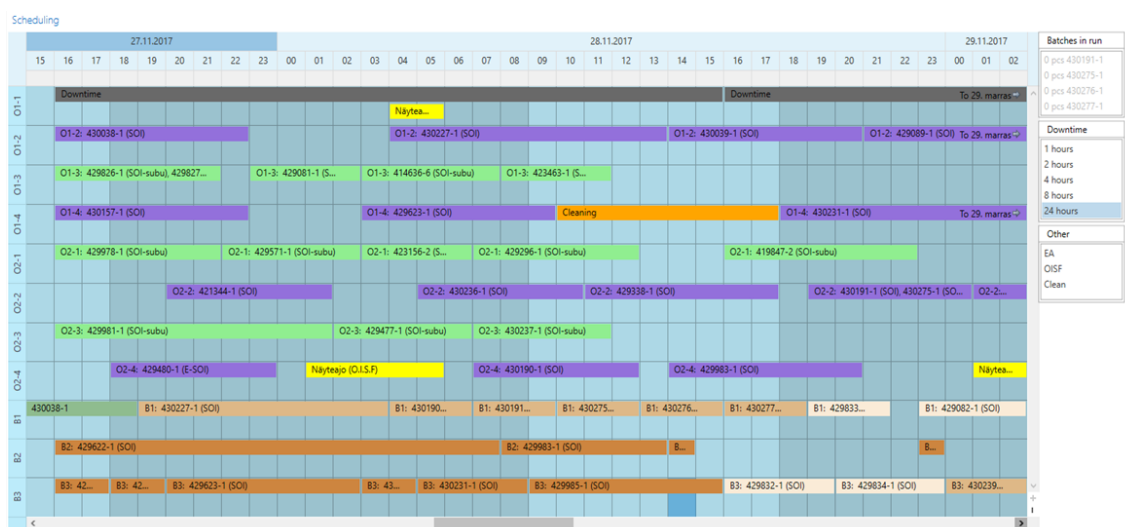 Scheduling
27.11.2017 28.11.2017 29.11.2017
15 16 17 18 19 20 21 22 23 00 01 02 03 04 05 06 07 08 09 10 11 12 13 14 15 16 17 18 19 20 21 22 23 00 01 02
O1-1 Downtime Downtime To 29. marras
Näytea...
O1-2 O1-2: 430038-1 (SOI) O1-2: 430227-1 (SOI) O1-2: 430039-1 (SOI) O1-2: 429089-1 (SOI) To 29. marras
O1-3 O1-3: 429826-1 (SOI-subu), 429827... O1-3: 429081-1 (S... O1-3: 414636-6 (SOI-subu) O1-3: 423463-1 (S...
O1-4 O1-4: 430157-1 (SOI) O1-4: 429623-1 (SOI) Cleaning O1-4: 430231-1 (SOI) To 29. marras
O2-1 O2-1: 429978-1 (SOI-subu) O2-1: 429571-1 (SOI-subu) O2-1: 423156-2 (S... O2-1: 429296-1 (SOI-subu) O2-1: 419847-2 (SOI-subu)
O2-2 O2-2: 421344-1 (SOI) O2-2: 430236-1 (SOI) O2-2: 429338-1 (SOI) O2-2: 430191-1 (SOI), 430275-1 (SO... O2-2:...
O2-3 O2-3: 429981-1 (SOI-subu) O2-3: 429477-1 (SOI-subu) O2-3: 430237-1 (SOI-subu)
O2-4 O2-4: 429480-1 (E-SOI) Näyteajo (O.I.S.F) O2-4: 430190-1 (SOI) O2-4: 429983-1 (SOI) Näytea...
B1 430038-1 B1: 430227-1 (SOI) B1: 430190... B1: 430191... B1: 430275... B1: 430276... B1: 430277... B1: 429833... B1: 429082-1 (SOI)
B2 B2: 429622-1 (SOI) B2: 429983-1 (SOI) B... B...
B3 B3: 42... B3: 42... B3: 429623-1 (SOI) B3: 43... B3: 430231-1 (SOI) B3: 429985-1 (SOI) B3: 429832-1 (SOI) B3: 429834-1 (SOI) B3: 430239...
Batches in run
0 pcs 430191-1
0 pcs 430275-1
0 pcs 430276-1
0 pcs 430277-1
Downtime
1 hours
2 hours
4 hours
8 hours
24 hours
Other
EA
OISF
Clean